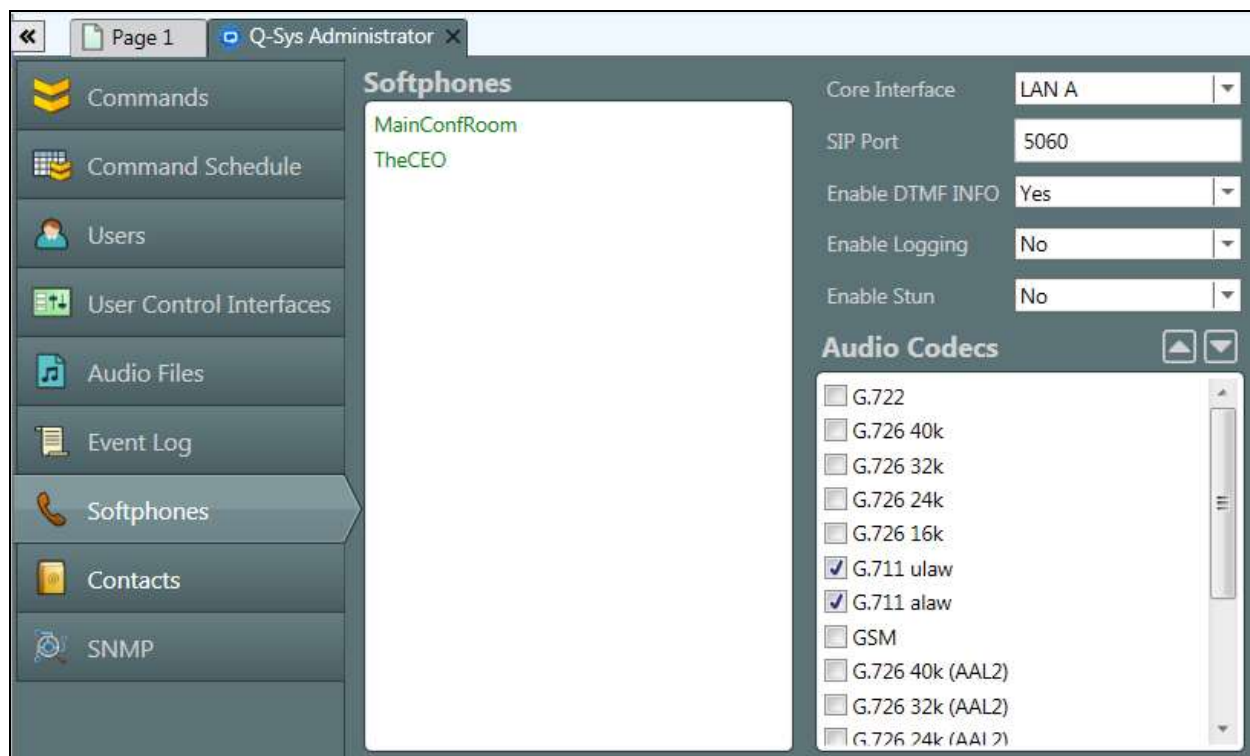 «
Page 1
Q-Sys Administrator
Commands
Command Schedule
Users
User Control Interfaces
Audio Files
Event Log
Softphones
Contacts
SNMP
Softphones
MainConfRoom
TheCEO
Core Interface LAN A
SIP Port 5060
Enable DTMF INFO Yes
Enable Logging No
Enable Stun No
Audio Codecs
G.722
G.726 40k
G.726 32k
G.726 24k
G.726 16k
G.711 ulaw
G.711 alaw
GSM
G.726 40k (AAL2)
G.726 32k (AAL2)
G.726 24k (AAL2)